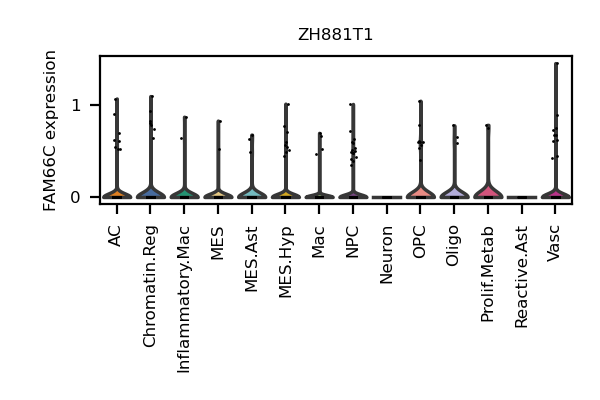 ZH881T1
FAM66C expression
1
0
AC
Chromatin.Reg
Inflammatory.Mac
MES
MES.Ast
MES.Hyp
Mac
NPC
Neuron
OPC
Oligo
Prolif.Metab
Reactive.Ast
Vasc